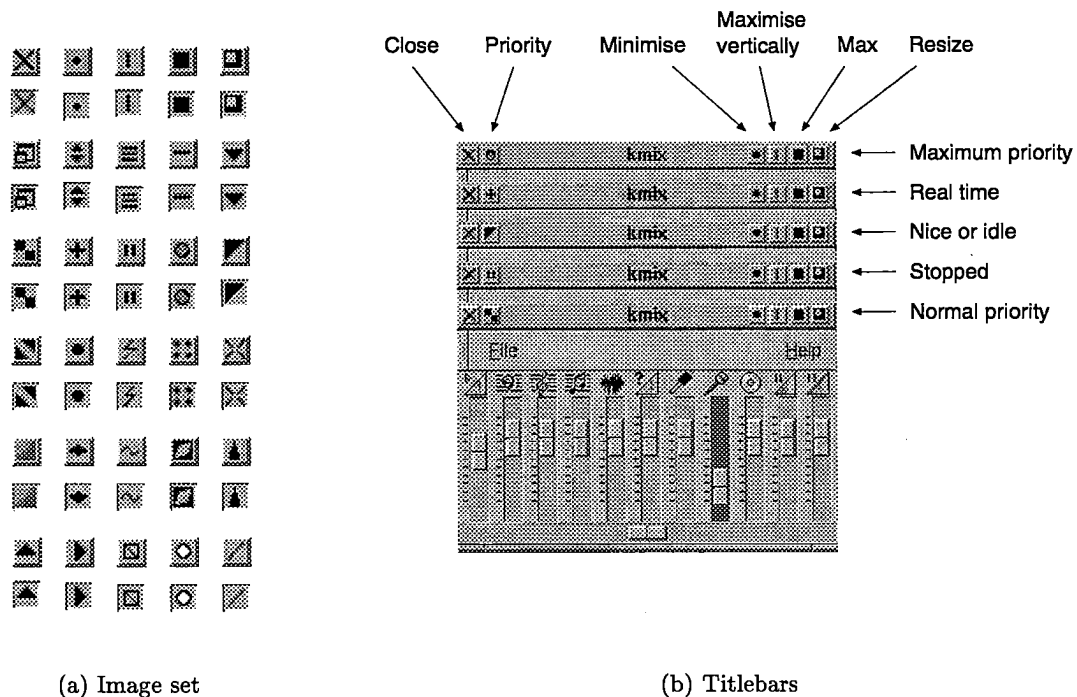 Close
Priority
Minimise
Maximise
vertically
Max
Resize
kmix
Maximum priority
kmix
Real time
kmix
Nice or idle
kmix
Stopped
kmix
Normal priority
File
Help
(a) Image set
(b) Titlebars